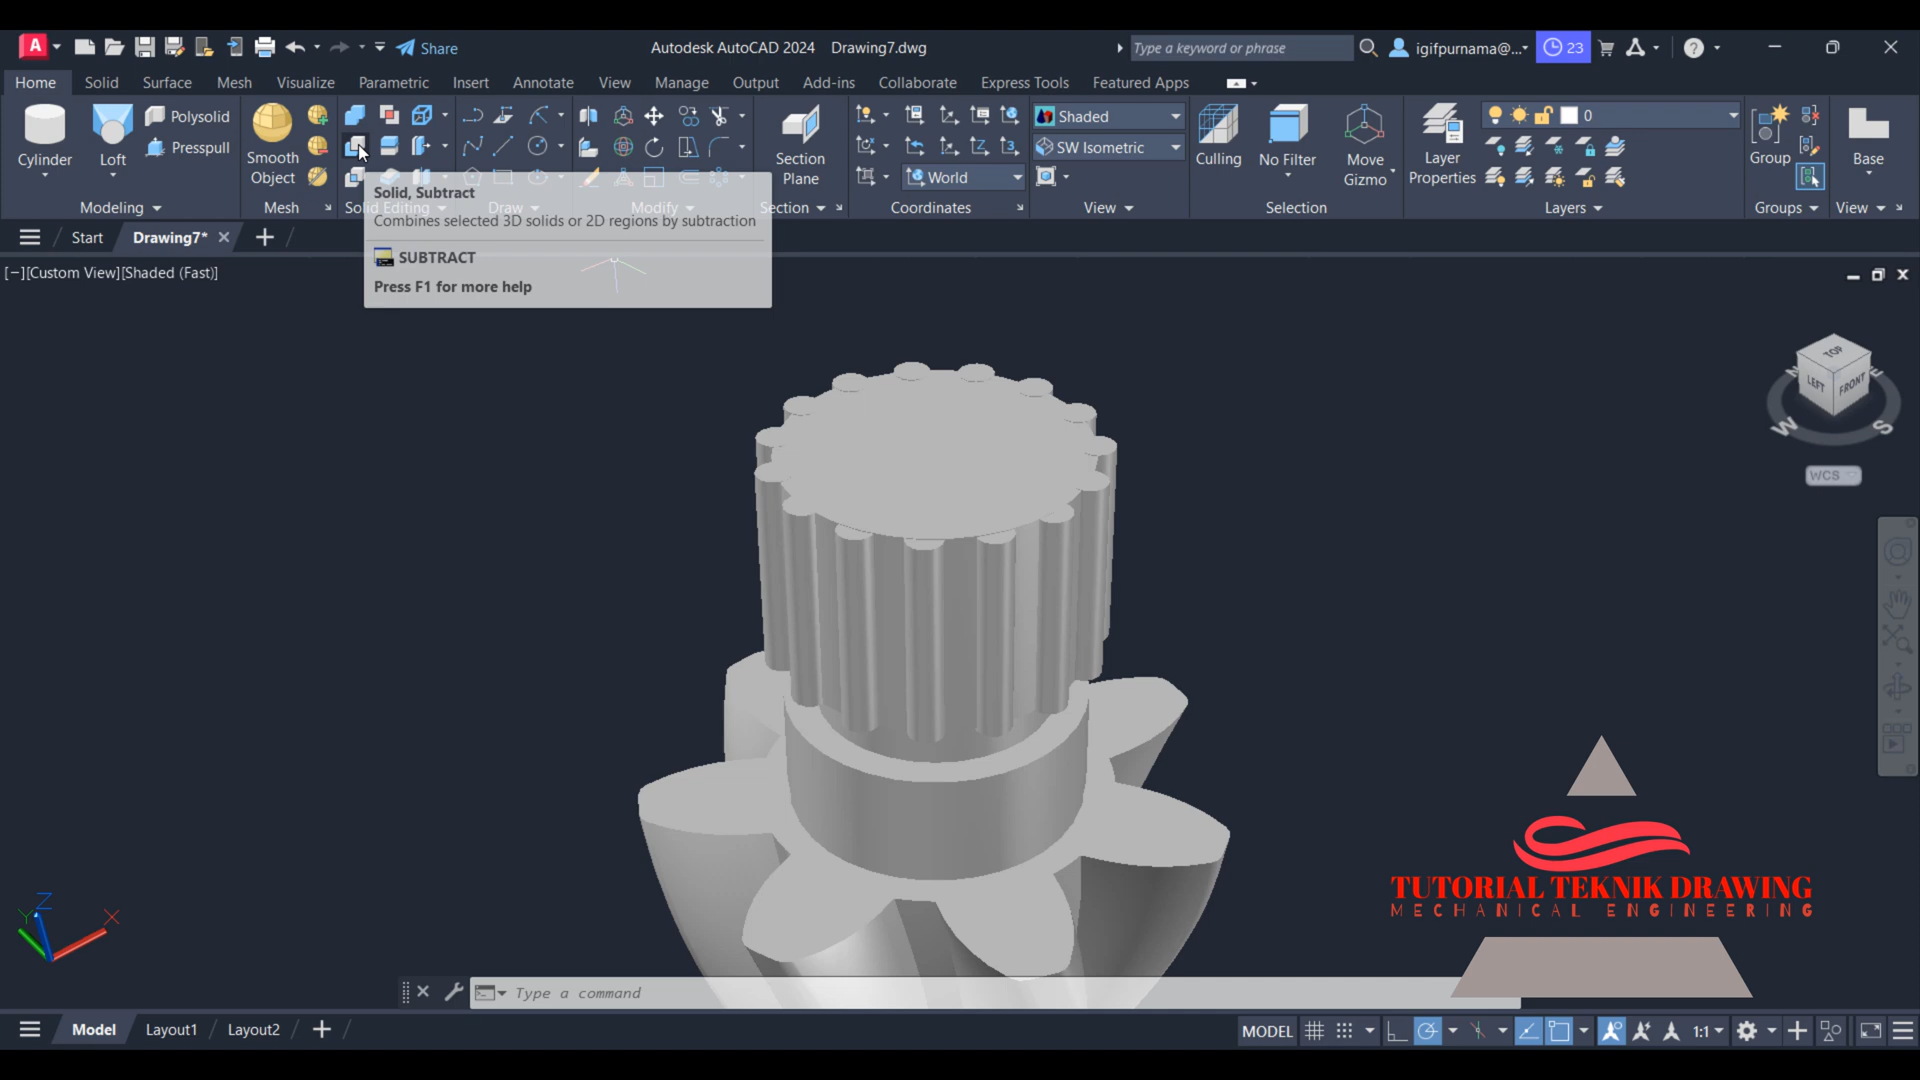 A
Share
Autodesk AutoCAD 2024 Drawing7.dwg
Type a keyword or phrase
igifpurnama@...
23
Home Solid Surface Mesh Visualize Parametric Insert Annotate View Manage Output Add-ins Collaborate Express Tools Featured Apps
Cylinder
Loft
Polysolid
Presspull
Smooth
Object
Section
Plane
World
Shaded
SW Isometric
Culling
No Filter
Move
Gizmo
Layer
Properties
0
Group
Base
Modeling
Mesh
Solid Editing
Draw
Modify
Section
Coordinates
View
Selection
Layers
Groups
View
Start
Drawing7*
Solid, Subtract
Combines selected 3D solids or 2D regions by subtraction
SUBTRACT
Press F1 for more help
[−][Custom View][Shaded (Fast)]
TOP
LEFT
FRONT
N
E
W
S
WCS
TUTORIAL TEKNIK DRAWING
MECHANICAL ENGINEERING
Z
Y
X
Type a command
Model
Layout1
Layout2
MODEL
1:1